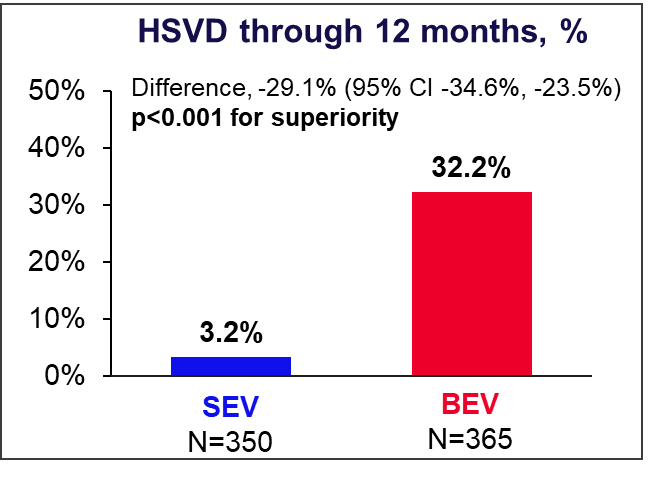 HSVD through 12 months, %
Difference, -29.1% (95% CI -34.6%, -23.5%)
p<0.001 for superiority
50%
40%
30%
20%
10%
0%
3.2%
32.2%
SEV
N=350
BEV
N=365